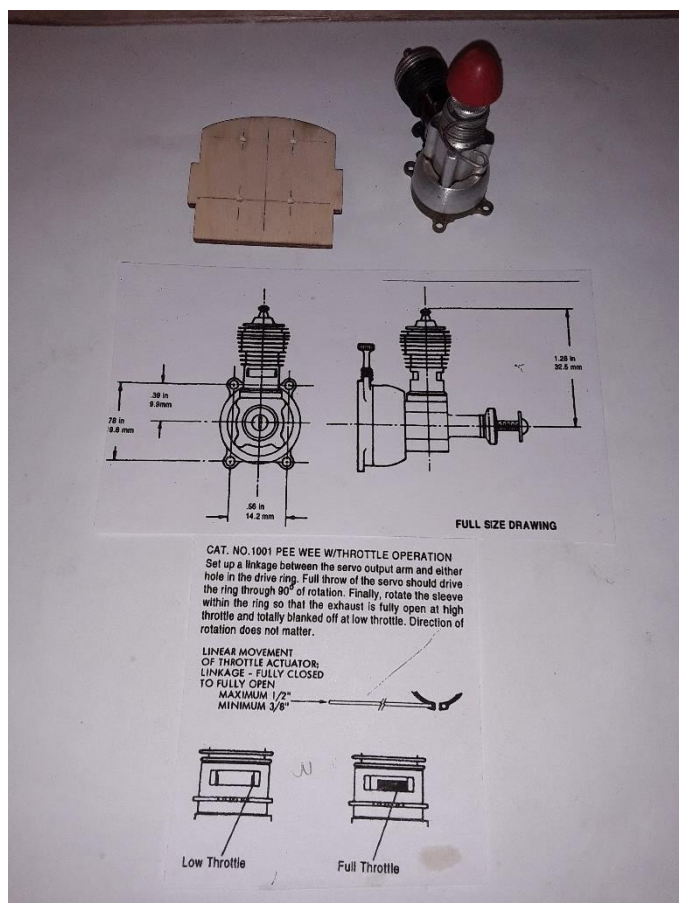 1.28 in
32.5 mm
.39 in
9.9mm
78 in
9.8 mm
.56 in
14.2 mm
FULL SIZE DRAWING
CAT. NO.1001 PEE WEE W/THROTTLE OPERATION
Set up a linkage between the servo output arm and either
hole in the drive ring. Full throw of the servo should drive
the ring through 90° of rotation. Finally, rotate the sleeve
within the ring so that the exhaust is fully open at high
throttle and totally blanked off at low throttle. Direction of
rotation does not matter.
LINEAR MOVEMENT
OF THROTTLE ACTUATOR;
LINKAGE - FULLY CLOSED
TO FULLY OPEN
MAXIMUM 1/2"
MINIMUM 3/8"
Low Throttle
Full Throttle